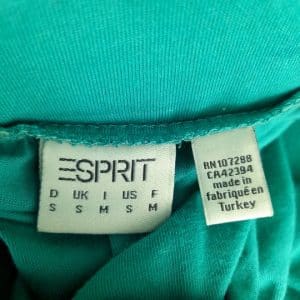 ESPRIT
D UK I US F
S S M S M
RN107288
CA42394
made in
fabriqué en
Turkey